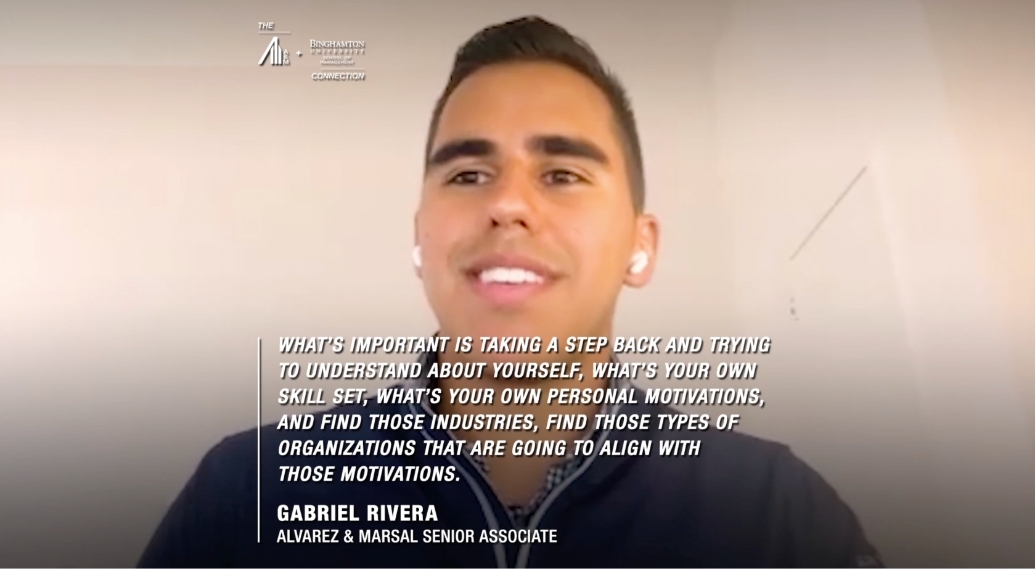 THE
A&M + BINGHAMTON
UNIVERSITY
SCHOOL OF
MANAGEMENT
CONNECTION
WHAT'S IMPORTANT IS TAKING A STEP BACK AND TRYING
TO UNDERSTAND ABOUT YOURSELF, WHAT'S YOUR OWN
SKILL SET, WHAT'S YOUR OWN PERSONAL MOTIVATIONS,
AND FIND THOSE INDUSTRIES, FIND THOSE TYPES OF
ORGANIZATIONS THAT ARE GOING TO ALIGN WITH
THOSE MOTIVATIONS.
GABRIEL RIVERA
ALVAREZ & MARSAL SENIOR ASSOCIATE